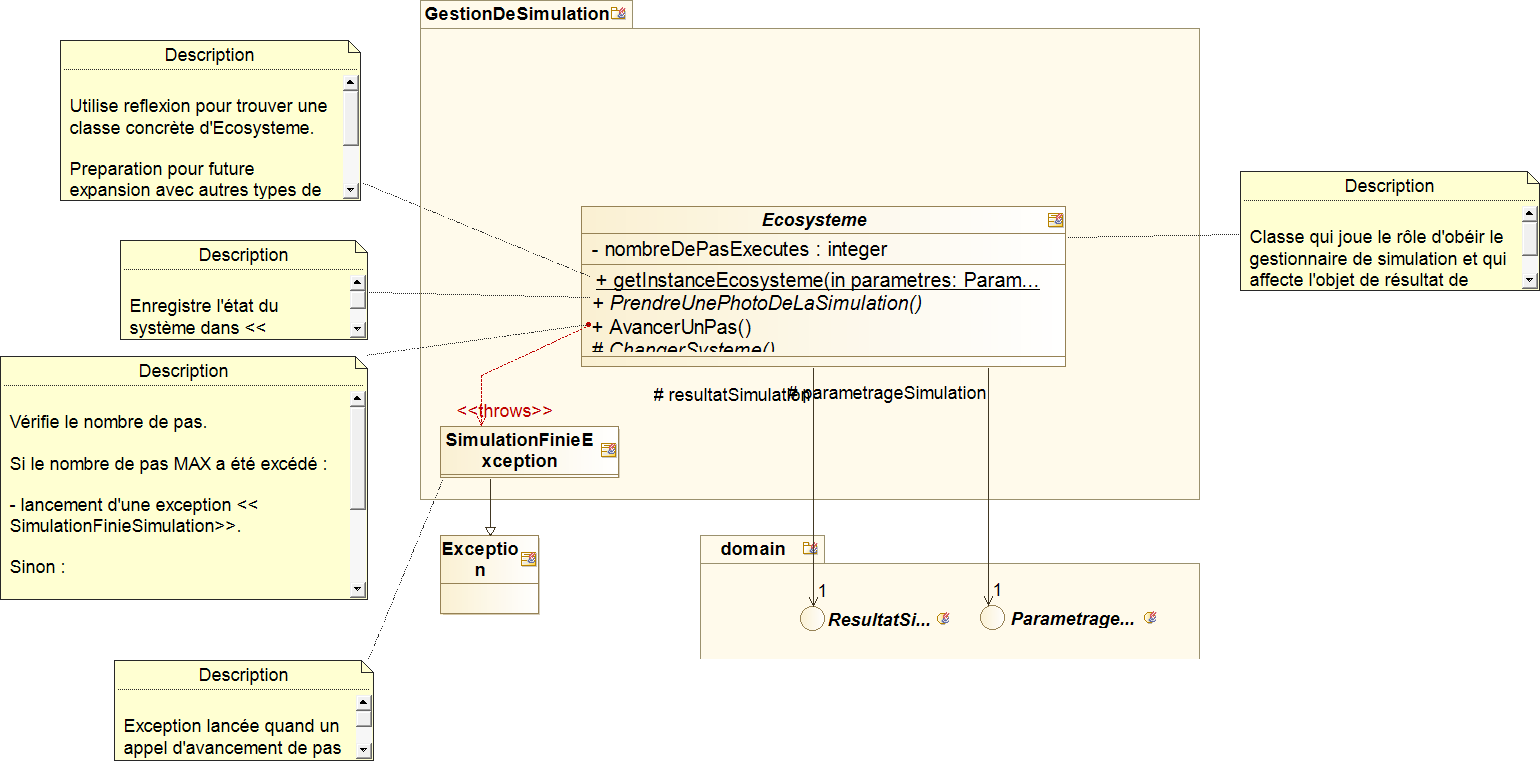 GestionDeSimulation
Description
Utilise reflexion pour trouver une
classe concrète d'Ecosysteme.
Preparation pour future
expansion avec autres types de
Description
Enregistre l'état du
système dans <<
Description
Vérifie le nombre de pas.
Si le nombre de pas MAX a été excédé :
- lancement d'une exception <<
SimulationFinieSimulation>>.
Sinon :
Description
Exception lancée quand un
appel d'avancement de pas
Ecosysteme
- nombreDePasExecutes : integer
+ getInstanceEcosysteme(in parametres: Param...
+ PrendreUnePhotoDeLaSimulation()
+ AvancerUnPas()
# ChangerSysteme()
Description
Classe qui joue le rôle d'obéir le
gestionnaire de simulation et qui
affecte l'objet de résultat de
<<throws>>
SimulationFinieE
xception
Exceptio
n
# resultatSimulation
# parametrageSimulation
domain
1
1
ResultatSi...
Parametrage...